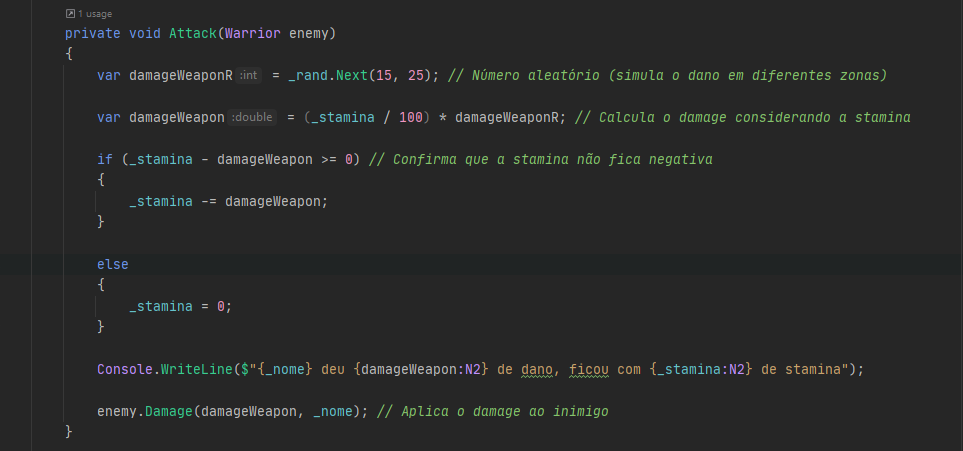 1 usage
private void Attack(Warrior enemy)
{
var damageWeaponR :int = _rand.Next(15, 25); // Número aleatório (simula o dano em diferentes zonas)
var damageWeapon :double = (_stamina / 100) * damageWeaponR; // Calcula o damage considerando a stamina
if (_stamina - damageWeapon >= 0) // Confirma que a stamina não fica negativa
{
_stamina -= damageWeapon;
}
else
{
_stamina = 0;
}
Console.WriteLine($"{_nome} deu {damageWeapon:N2} de dano, ficou com {_stamina:N2} de stamina");
enemy.Damage(damageWeapon, _nome); // Aplica o damage ao inimigo
}